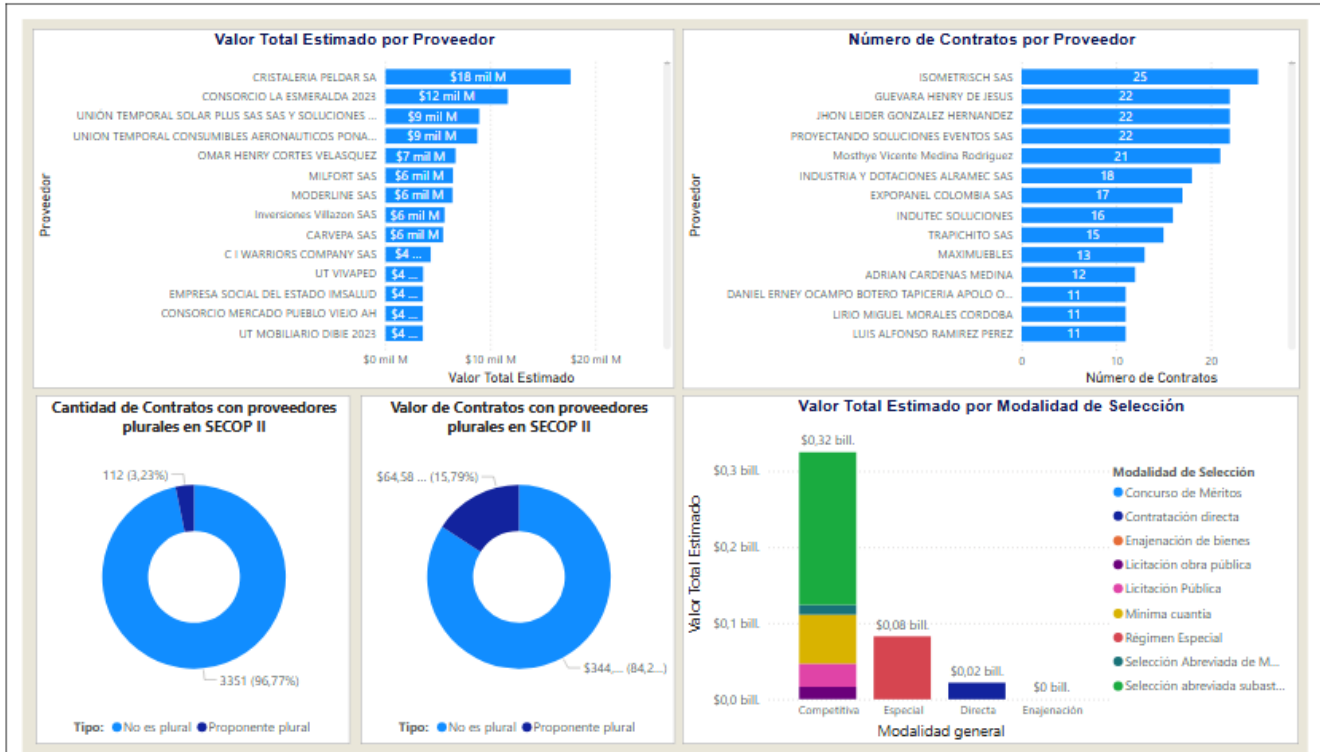 Valor Total Estimado por Proveedor
Proveedor
CRISTALERIA PELDAR SA $18 mil M
CONSORCIO LA ESMERALDA 2023 $12 mil M
UNIÓN TEMPORAL SOLAR PLUS SAS SAS Y SOLUCIONES ... $9 mil M
UNION TEMPORAL CONSUMIBLES AERONAUTICOS PONA... $9 mil M
OMAR HENRY CORTES VELASQUEZ $7 mil M
MILFORT SAS $6 mil M
MODERLINE SAS $6 mil M
Inversiones Villazon SAS $6 mil M
CARVEPA SAS $6 mil M
C I WARRIORS COMPANY SAS $4 ...
UT VIVAPED $4 ...
EMPRESA SOCIAL DEL ESTADO IMSALUD $4 ...
CONSORCIO MERCADO PUEBLO VIEJO AH $4 ...
UT MOBILIARIO DIBIE 2023 $4 ...
$0 mil M $10 mil M $20 mil M
Valor Total Estimado
Número de Contratos por Proveedor
Proveedor
ISOMETRISCH SAS 25
GUEVARA HENRY DE JESUS 22
JHON LEIDER GONZALEZ HERNANDEZ 22
PROYECTANDO SOLUCIONES EVENTOS SAS 22
Mosthye Vicente Medina Rodriguez 21
INDUSTRIA Y DOTACIONES ALRAMEC SAS 18
EXPOPANEL COLOMBIA SAS 17
INDUTEC SOLUCIONES 16
TRAPICHITO SAS 15
MAXIMUEBLES 13
ADRIAN CARDENAS MEDINA 12
DANIEL ERNEY OCAMPO BOTERO TAPICERIA APOLO O... 11
LIRIO MIGUEL MORALES CORDOBA 11
LUIS ALFONSO RAMIREZ PEREZ 11
0 10 20
Número de Contratos
Cantidad de Contratos con proveedores
plurales en SECOP II
112 (3,23%)
3351 (96,77%)
Tipo: No es plural Proponente plural
Valor de Contratos con proveedores
plurales en SECOP II
$64,58 ... (15,79%)
$344,... (84,2...)
Tipo: No es plural Proponente plural
Valor Total Estimado por Modalidad de Selección
Valor Total Estimado
$0,3 bill.
$0,2 bill.
$0,1 bill.
$0,0 bill.
$0,32 bill.
$0,08 bill.
$0,02 bill.
$0 bill.
Competitiva Especial Directa Enajenación
Modalidad general
Modalidad de Selección
Concurso de Méritos
Contratación directa
Enajenación de bienes
Licitación obra pública
Licitación Pública
Mínima cuantía
Régimen Especial
Selección Abreviada de M...
Selección abreviada subast...